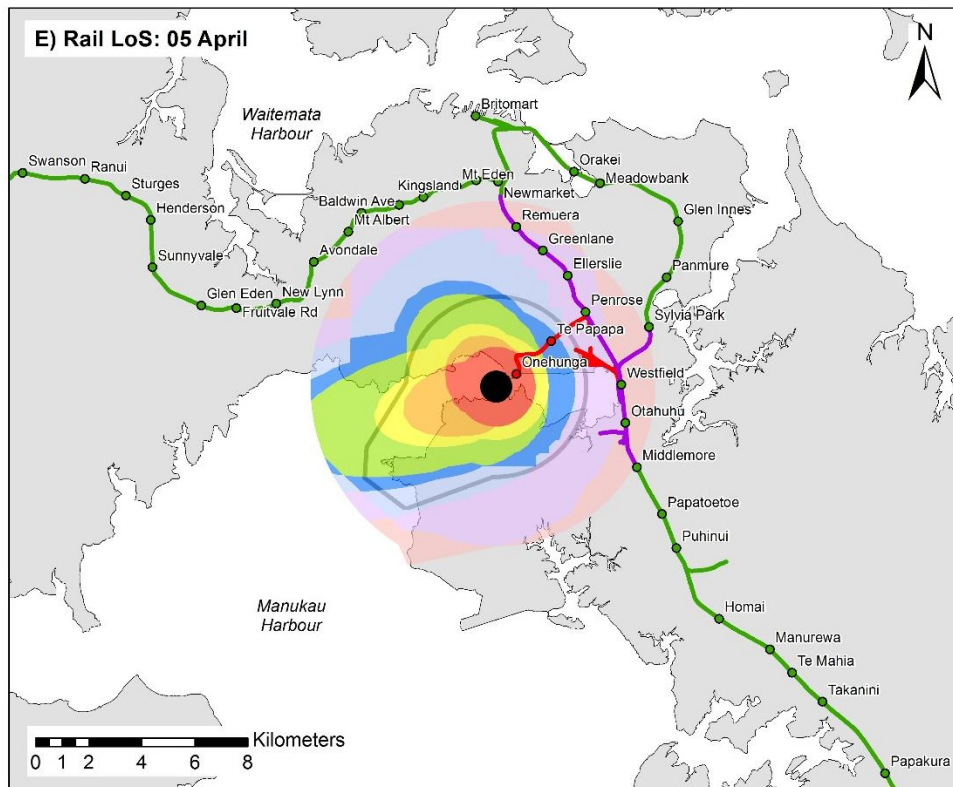 E) Rail LoS: 05 April
N
Waitemata
Harbour
Britomart
Swanson
Ranui
Sturges
Henderson
Sunnyvale
Glen Eden
Fruitvale Rd
New Lynn
Avondale
Mt Albert
Baldwin Ave
Kingsland
Mt Eden
Newmarket
Orakei
Meadowbank
Glen Innes
Panmure
Sylvia Park
Remuera
Greenlane
Ellerslie
Penrose
Te Papapa
Onehunga
Westfield
Otahuhu
Middlemore
Papatoetoe
Puhinui
Homai
Manurewa
Te Mahia
Takanini
Papakura
Manukau
Harbour
Kilometers
0 1 2 4 6 8